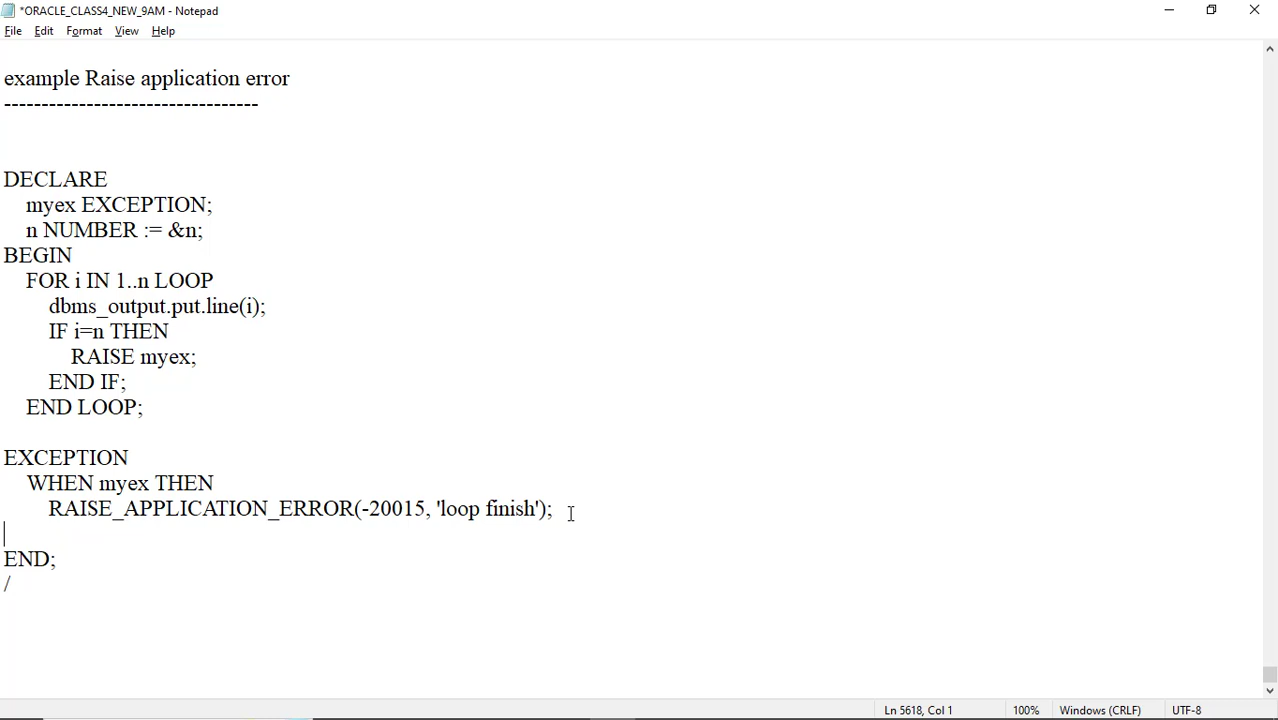 *ORACLE_CLASS4_NEW_9AM - Notepad
File Edit Format View Help
example Raise application error
----------------------------------
DECLARE
myex EXCEPTION;
n NUMBER := &n;
BEGIN
FOR i IN 1..n LOOP
dbms_output.put.line(i);
IF i=n THEN
RAISE myex;
END IF;
END LOOP;
EXCEPTION
WHEN myex THEN
RAISE_APPLICATION_ERROR(-20015, 'loop finish');
END;
/
Ln 5618, Col 1 100% Windows (CRLF) UTF-8